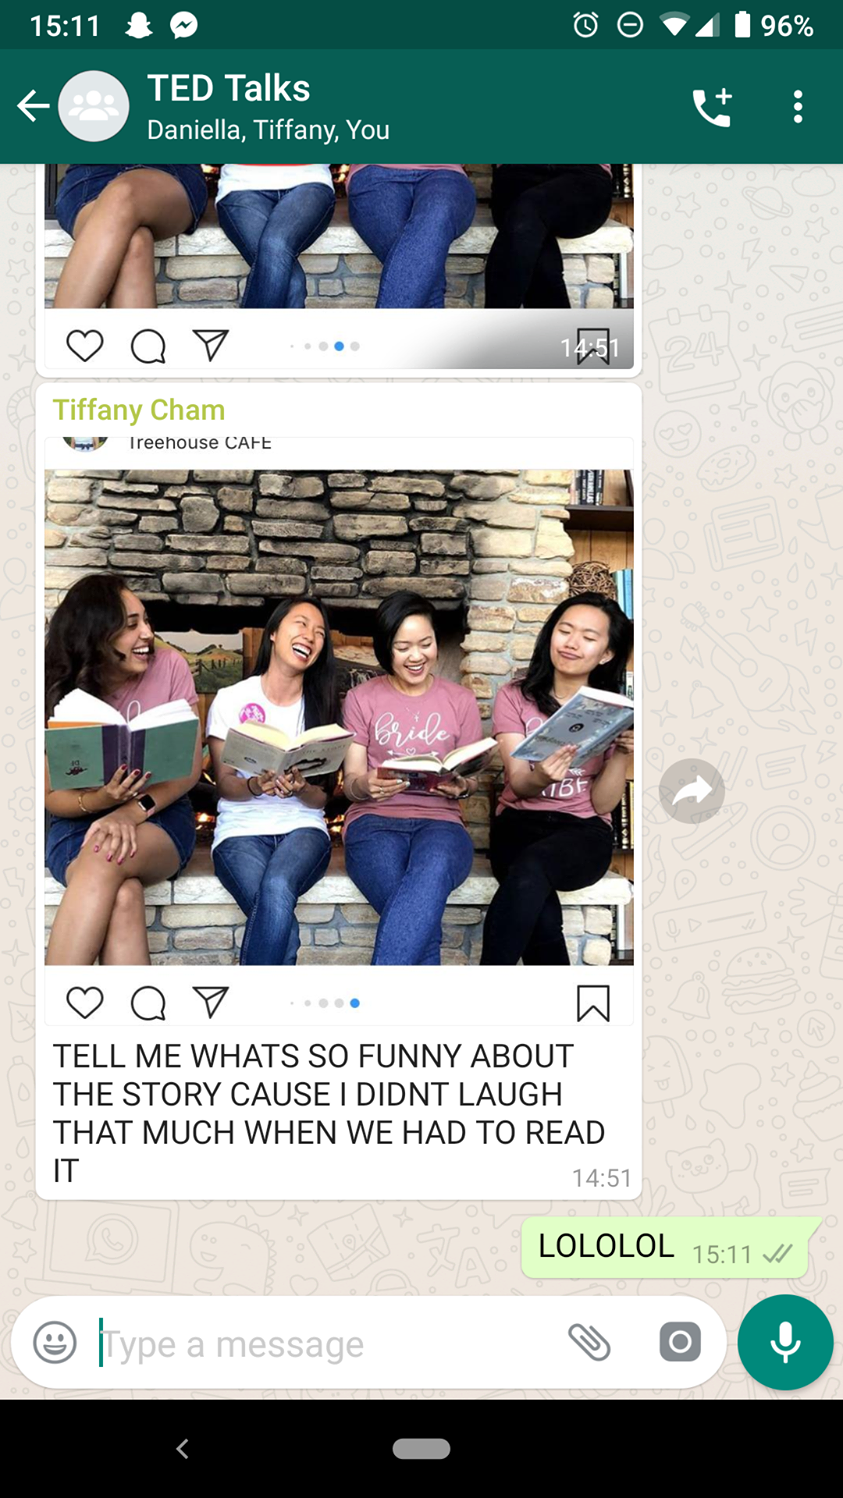 15:11
96%
TED Talks
Daniella, Tiffany, You
14:51
Tiffany Cham
Treehouse CAFE
Bride
TELL ME WHATS SO FUNNY ABOUT
THE STORY CAUSE I DIDNT LAUGH
THAT MUCH WHEN WE HAD TO READ
IT
14:51
LOLOLOL 15:11
Type a message